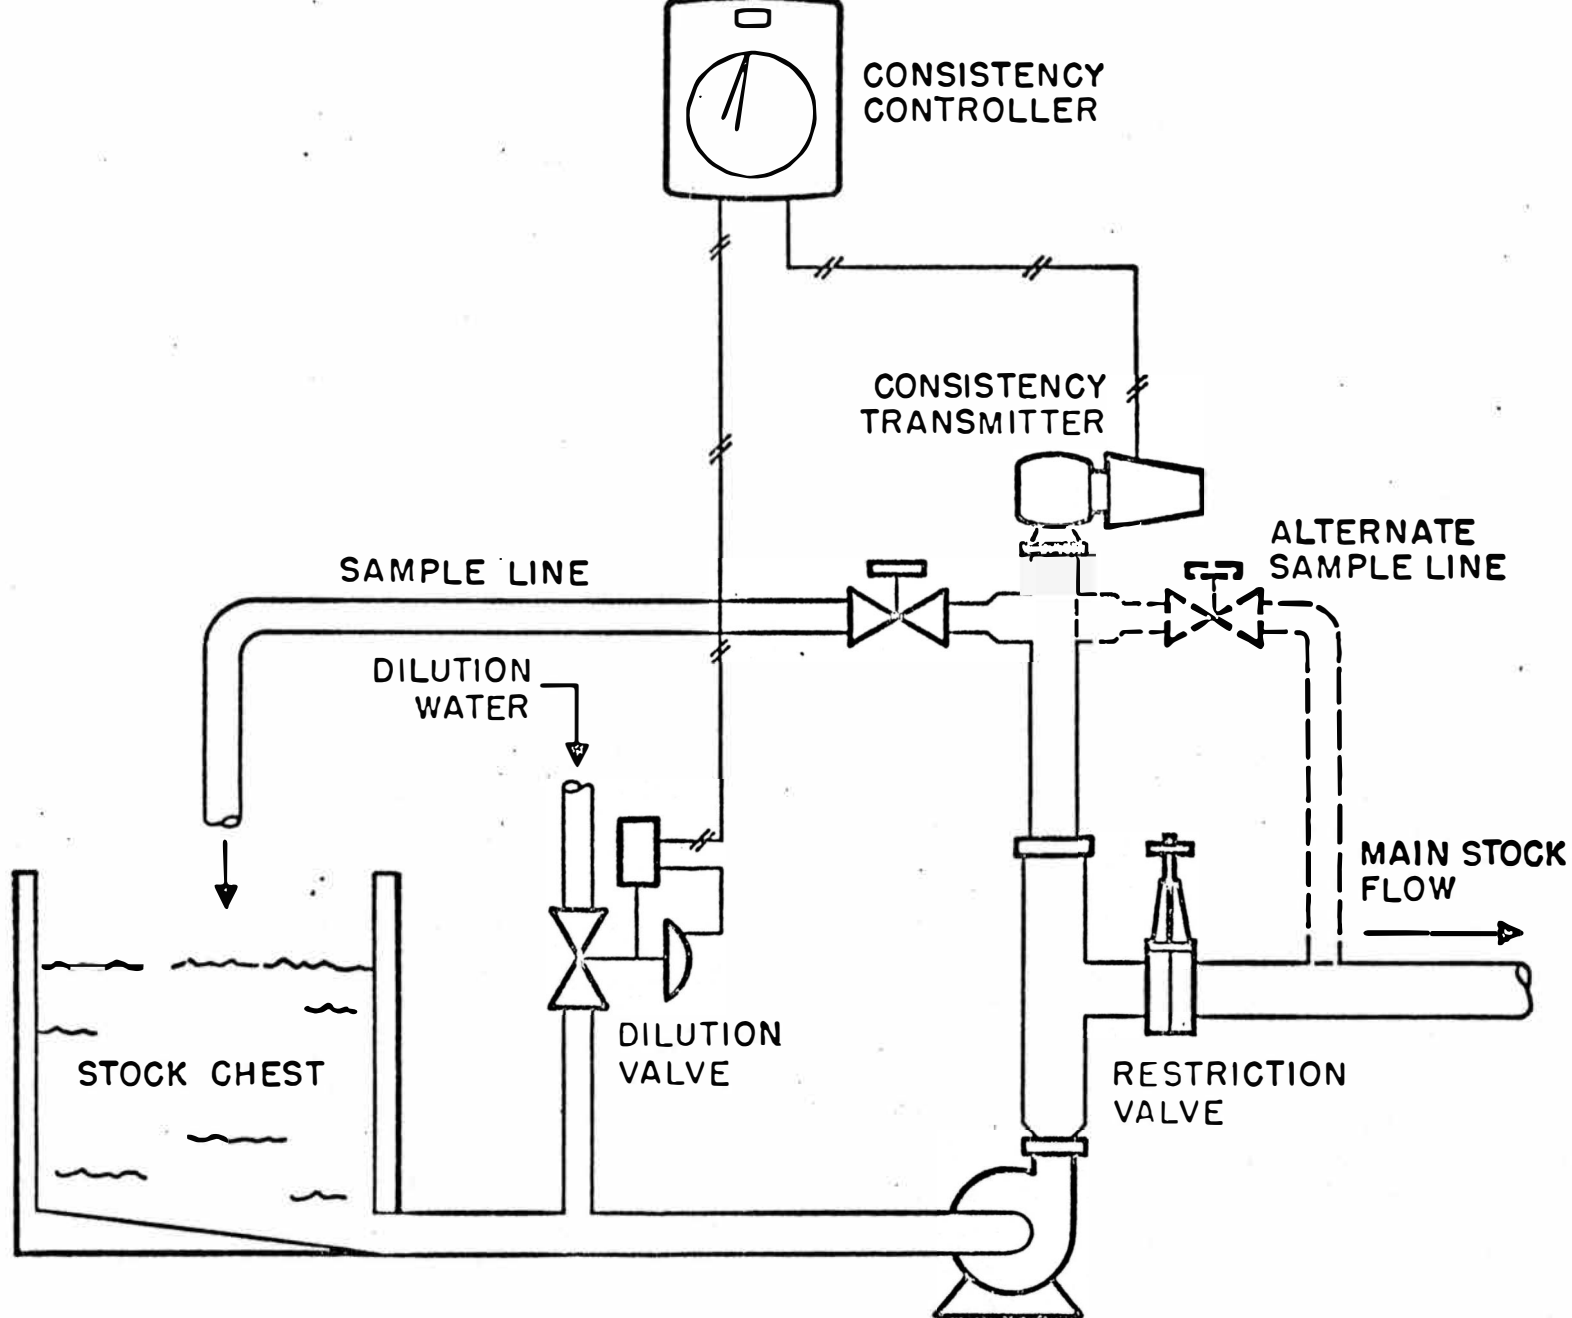 CONSISTENCY
CONTROLLER
CONSISTENCY
TRANSMITTER
ALTERNATE
SAMPLE LINE
SAMPLE LINE
DILUTION
WATER
MAIN STOCK
FLOW
DILUTION
VALVE
STOCK CHEST
RESTRICTION
VALVE